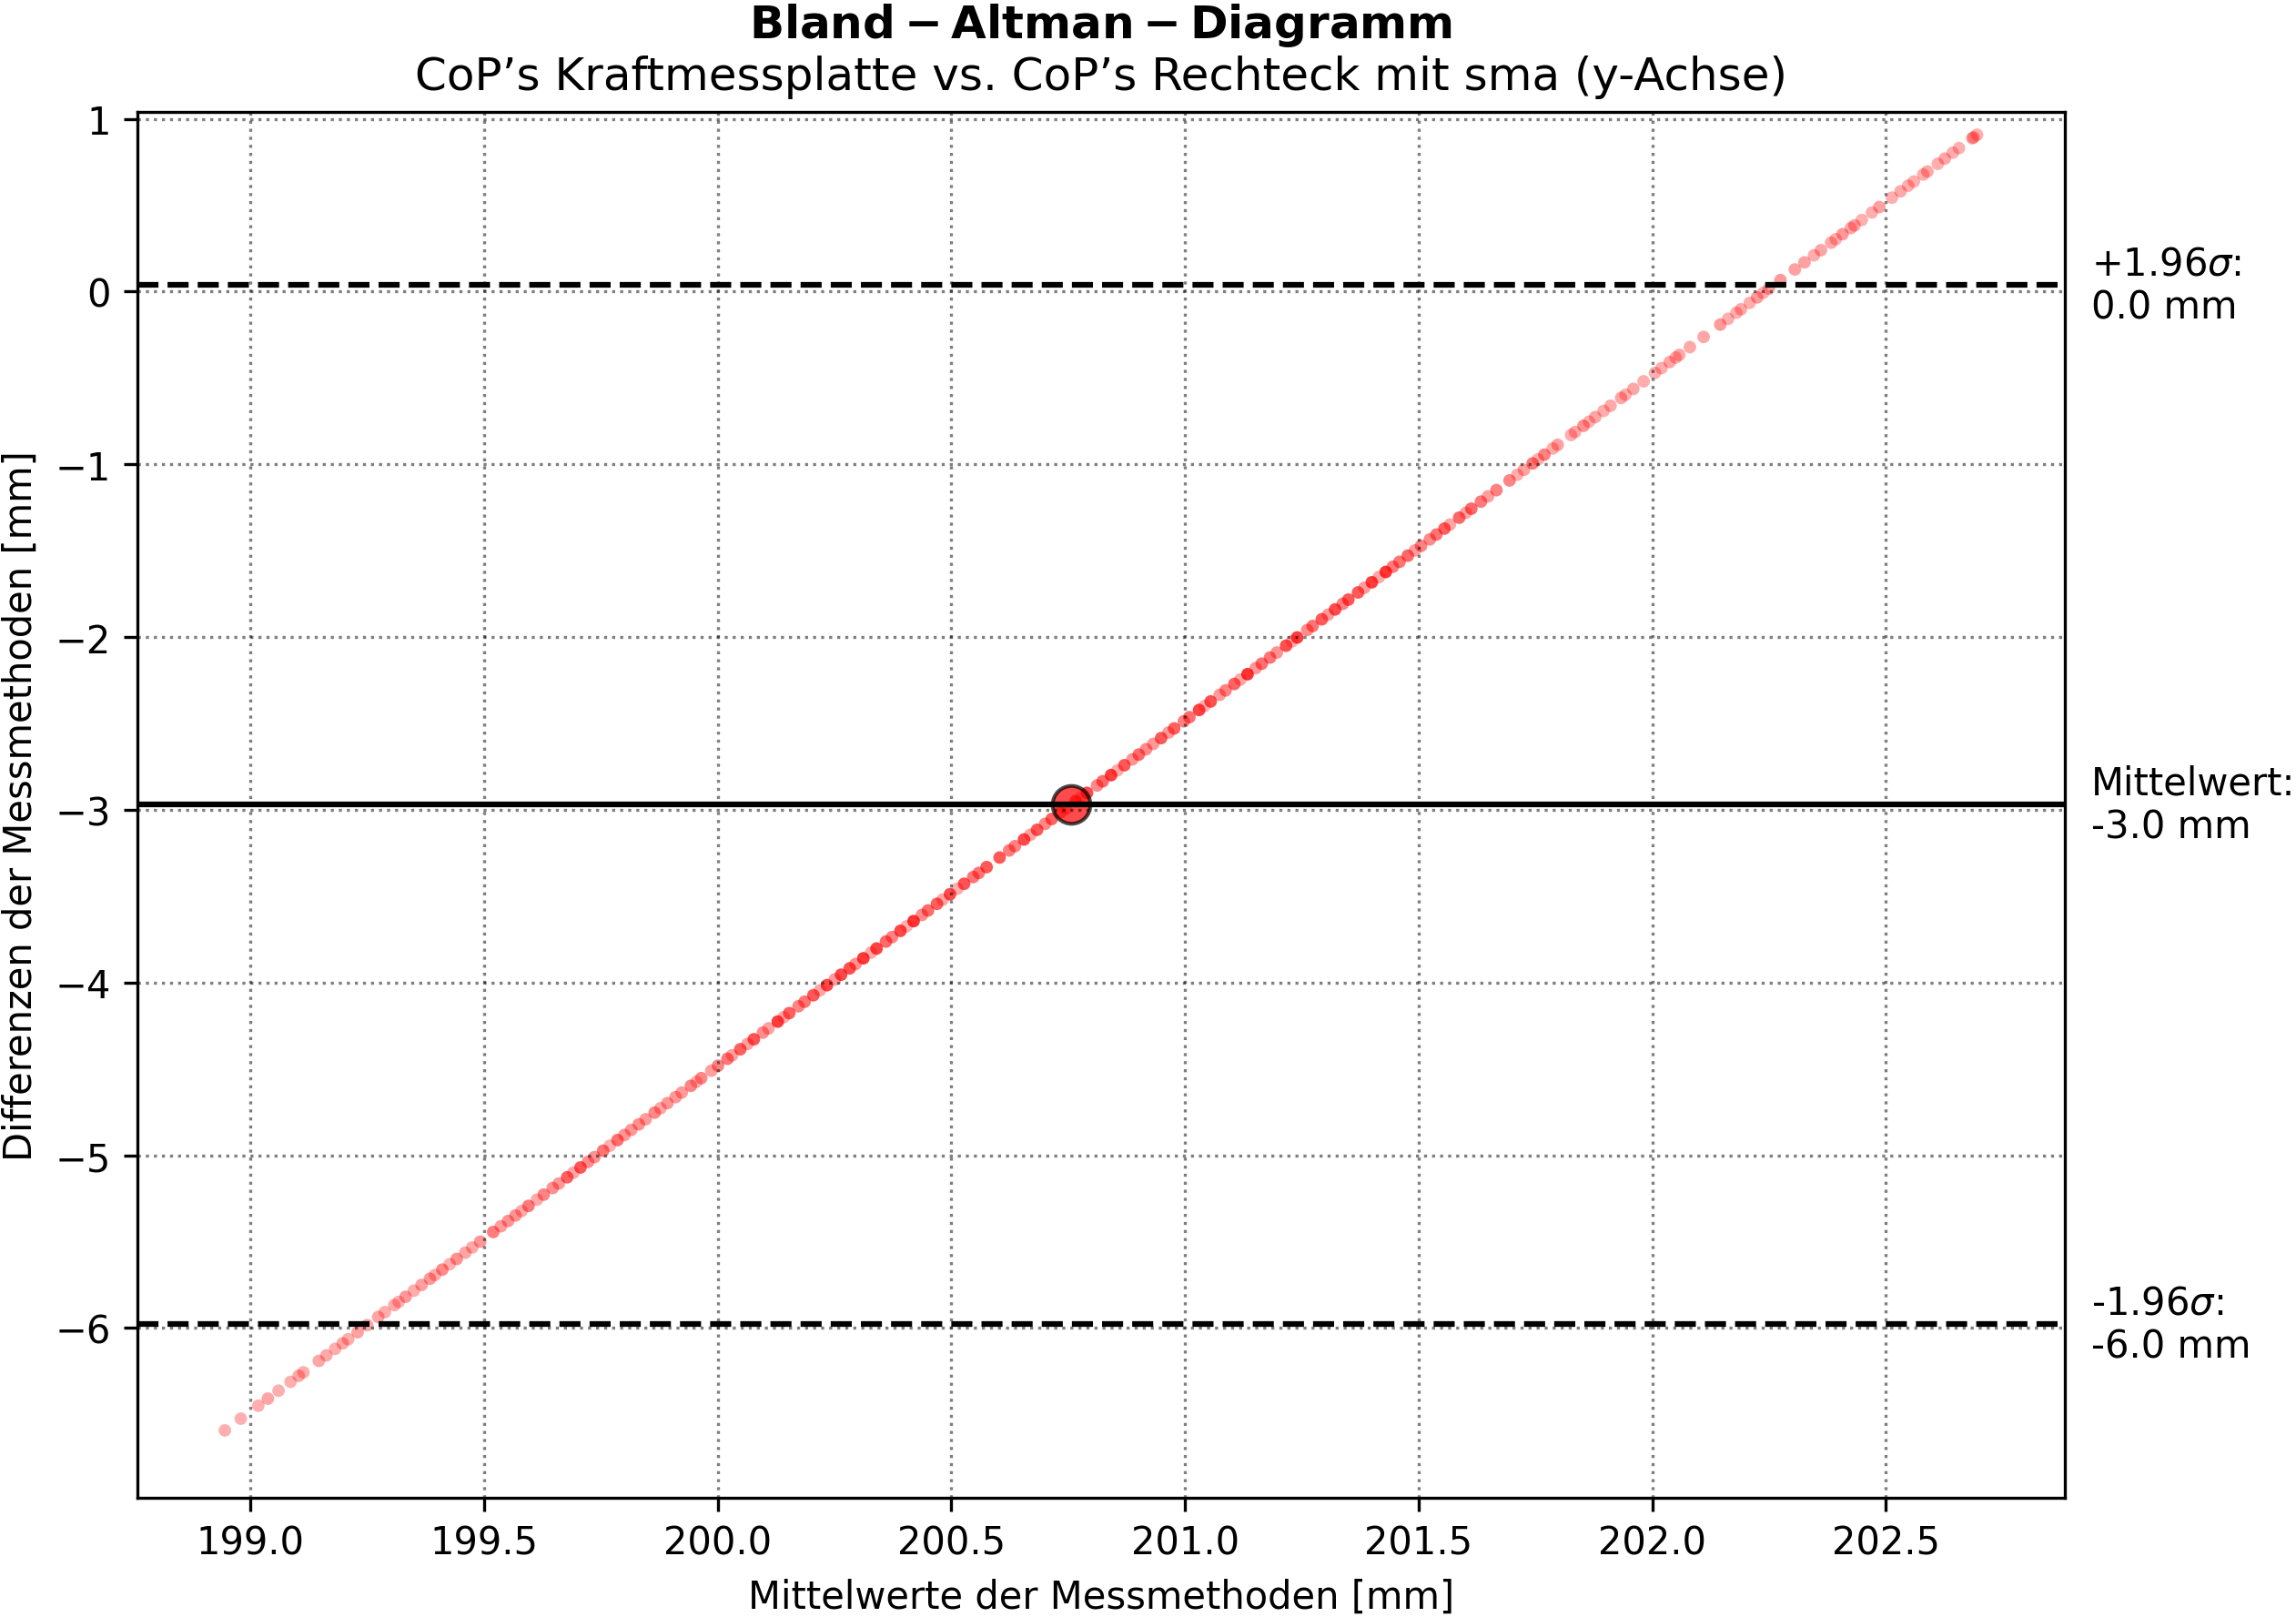 Bland − Altman − Diagramm
CoP’s Kraftmessplatte vs. CoP’s Rechteck mit sma (y-Achse)
Differenzen der Messmethoden [mm]
1
0
−1
−2
−3
−4
−5
−6
+1.96σ:
0.0 mm
Mittelwert:
-3.0 mm
-1.96σ:
-6.0 mm
199.0 199.5 200.0 200.5 201.0 201.5 202.0 202.5
Mittelwerte der Messmethoden [mm]